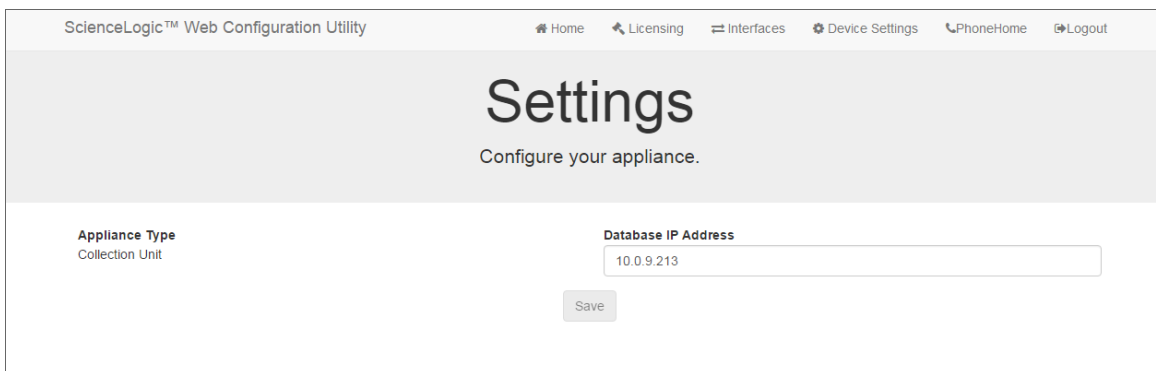 ScienceLogic™ Web Configuration Utility Home Licensing Interfaces Device Settings PhoneHome Logout
Settings
Configure your appliance.
Appliance Type
Collection Unit
Database IP Address
10.0.9.213
Save